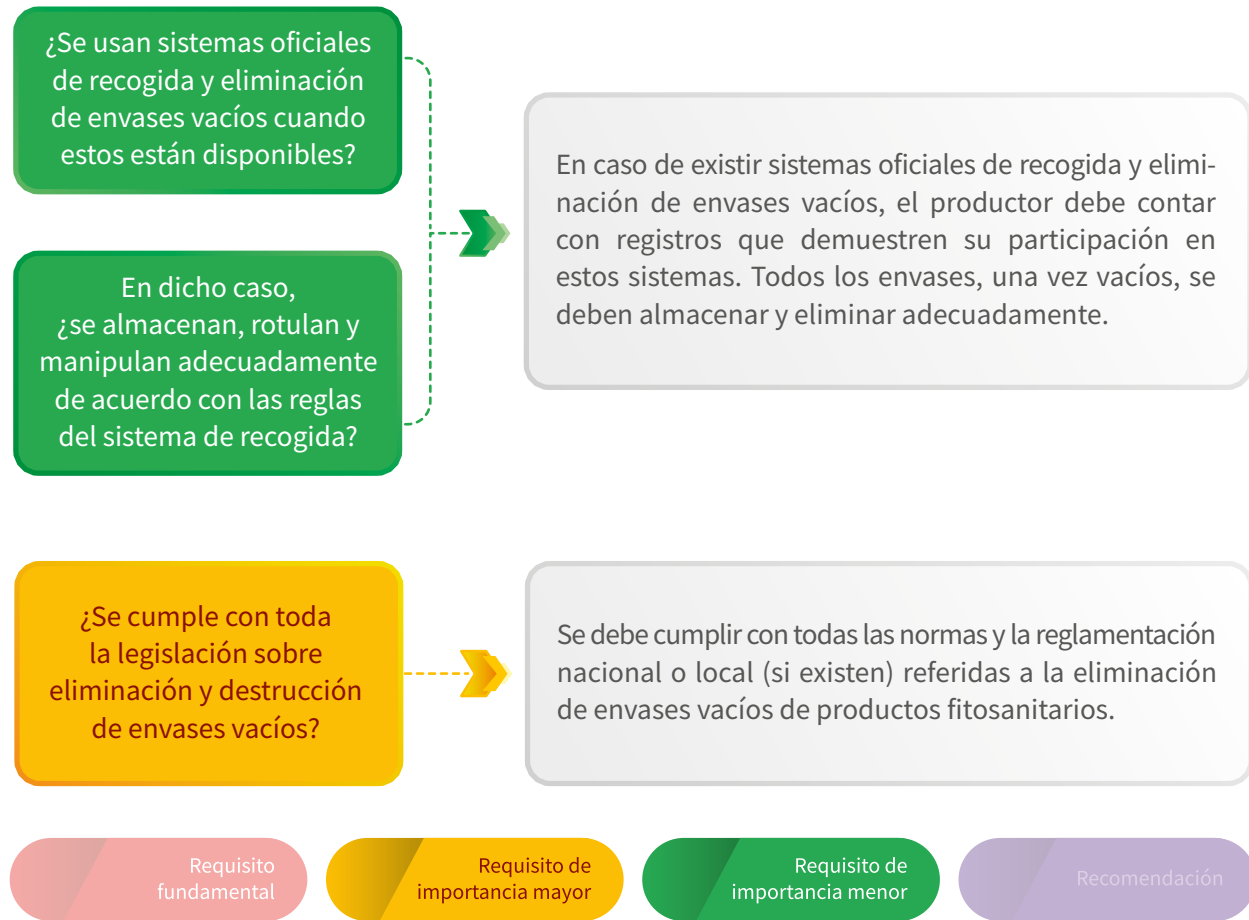 ¿Se usan sistemas oficiales
de recogida y eliminación
de envases vacíos cuando
estos están disponibles?
En dicho caso,
¿se almacenan, rotulan y
manipulan adecuadamente
de acuerdo con las reglas
del sistema de recogida?
En caso de existir sistemas oficiales de recogida y elimi-
nación de envases vacíos, el productor debe contar
con registros que demuestren su participación en
estos sistemas. Todos los envases, una vez vacíos, se
deben almacenar y eliminar adecuadamente.
¿Se cumple con toda
la legislación sobre
eliminación y destrucción
de envases vacíos?
Se debe cumplir con todas las normas y la reglamentación
nacional o local (si existen) referidas a la eliminación
de envases vacíos de productos fitosanitarios.
Requisito
fundamental
Requisito de
importancia mayor
Requisito de
importancia menor
Recomendación